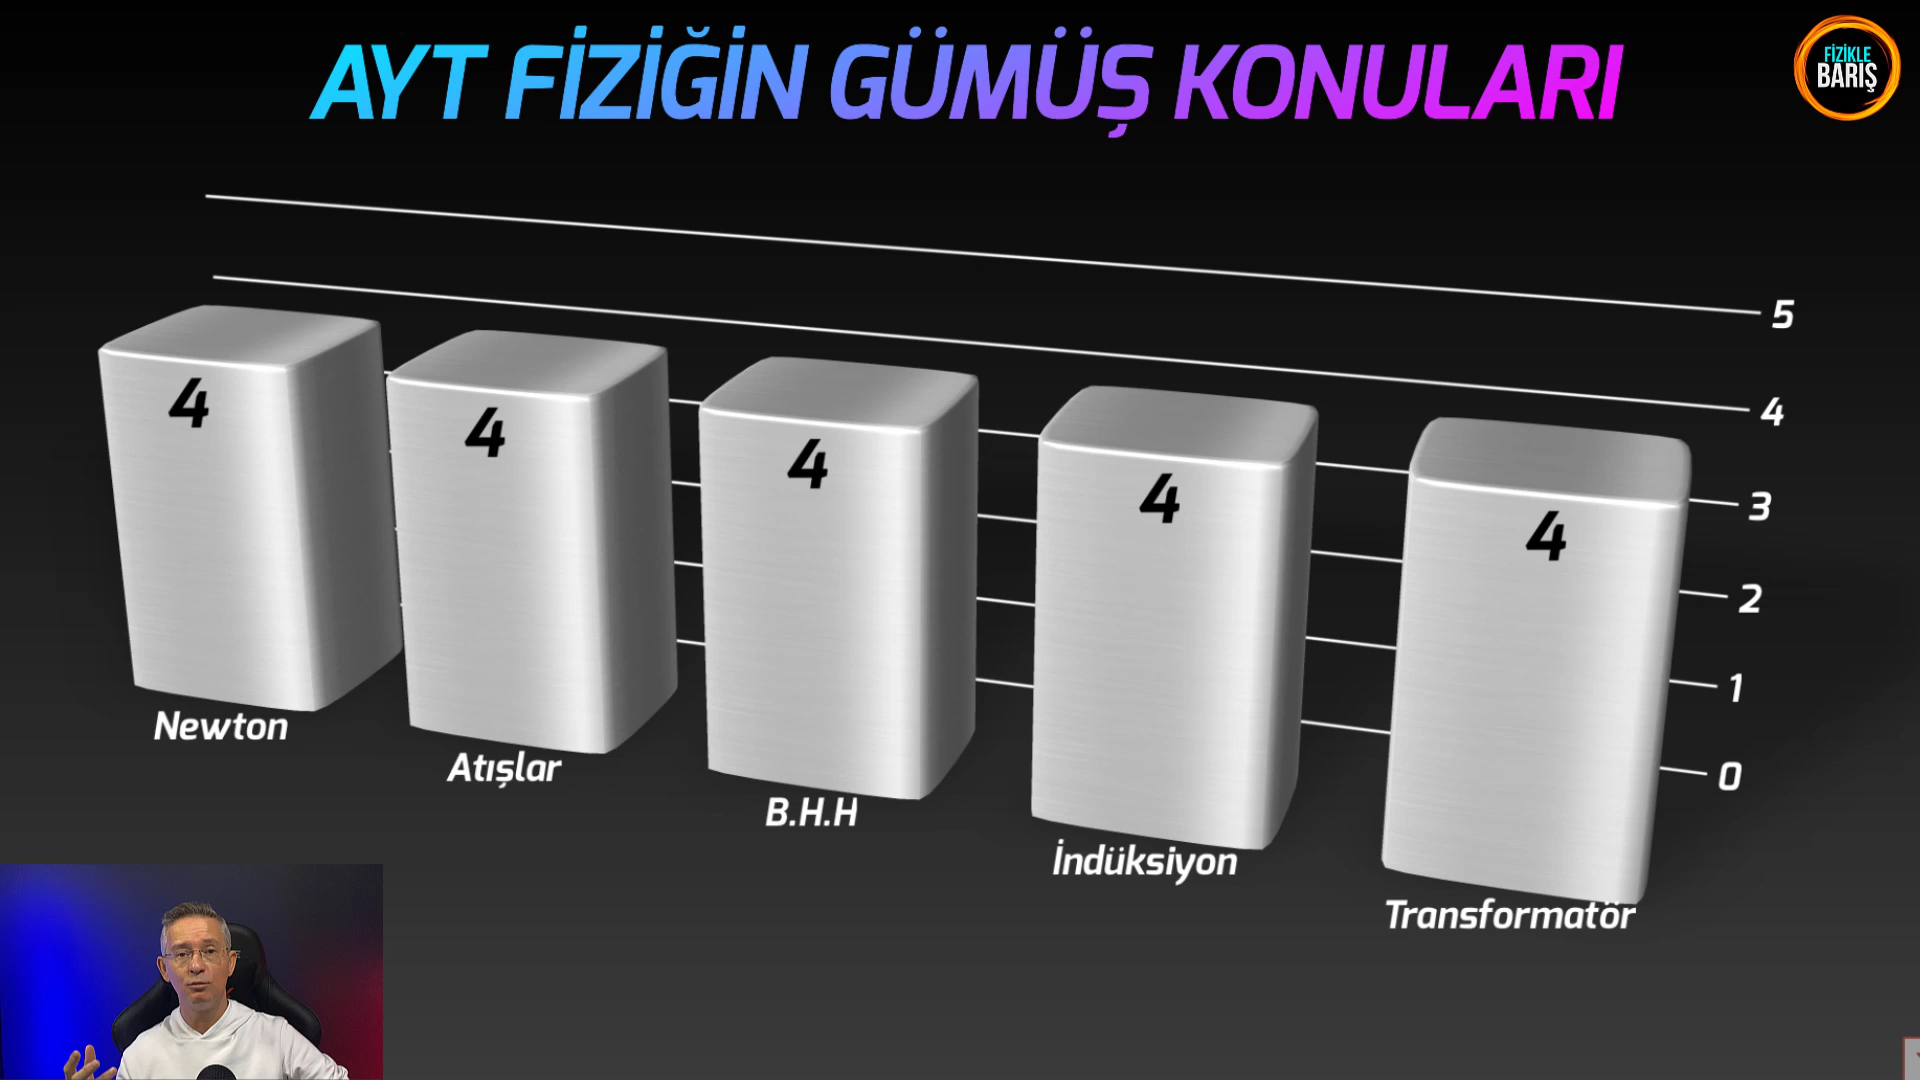 AYT FİZİĞİN GÜMÜŞ KONULARI
FİZİKLE
BARIŞ
5
4
3
2
1
0
4
4
4
4
4
Newton
Atışlar
B.H.H
İndüksiyon
Transformatör